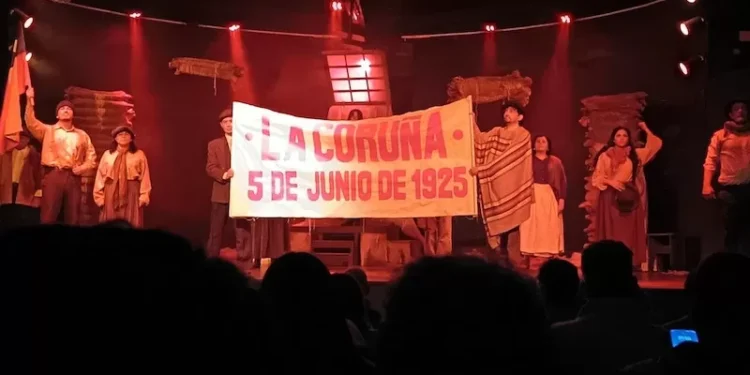 · LA CORUÑA ·
5 DE JUNIO DE 1925